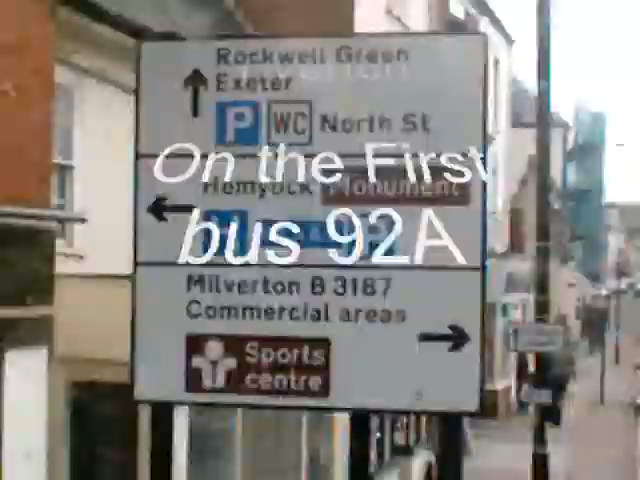 Rockwell Green
Exeter
P WC North St
On the First
Hemyock Monument
bus 92A
Milverton B 3187
Commercial areas
Sports
centre